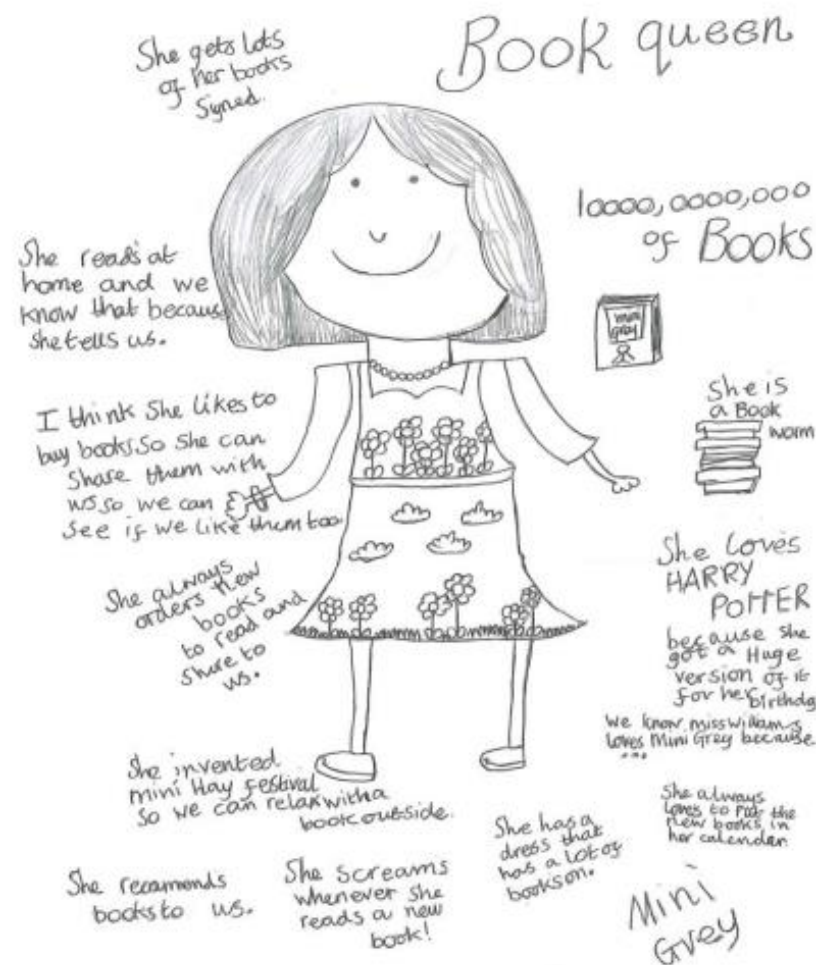 Book queen
She gets lots
of her books
Signed.
10000,0000,000
of Books
She reads at
home and we
know that because
she tells us.
mini
grey
She is
a Book
worm
I think She likes to
buy books So she can
Share them with
us so we can
see if we like them too
She always
orders new
books
to read and
share to
us.
She loves
HARRY
POTTER
because she
got a Huge
version of it
for her birthda
We know miss Williams
loves Mini Grey because
...
She invented
mini Hay festival
so we can relax with a
book outside.
She always
loves to put the
new books in
her calender.
She has a
dress that
has a lot of
books on.
She recomends
books to us.
She screams
whenever she
reads a new
book!
Mini
Grey